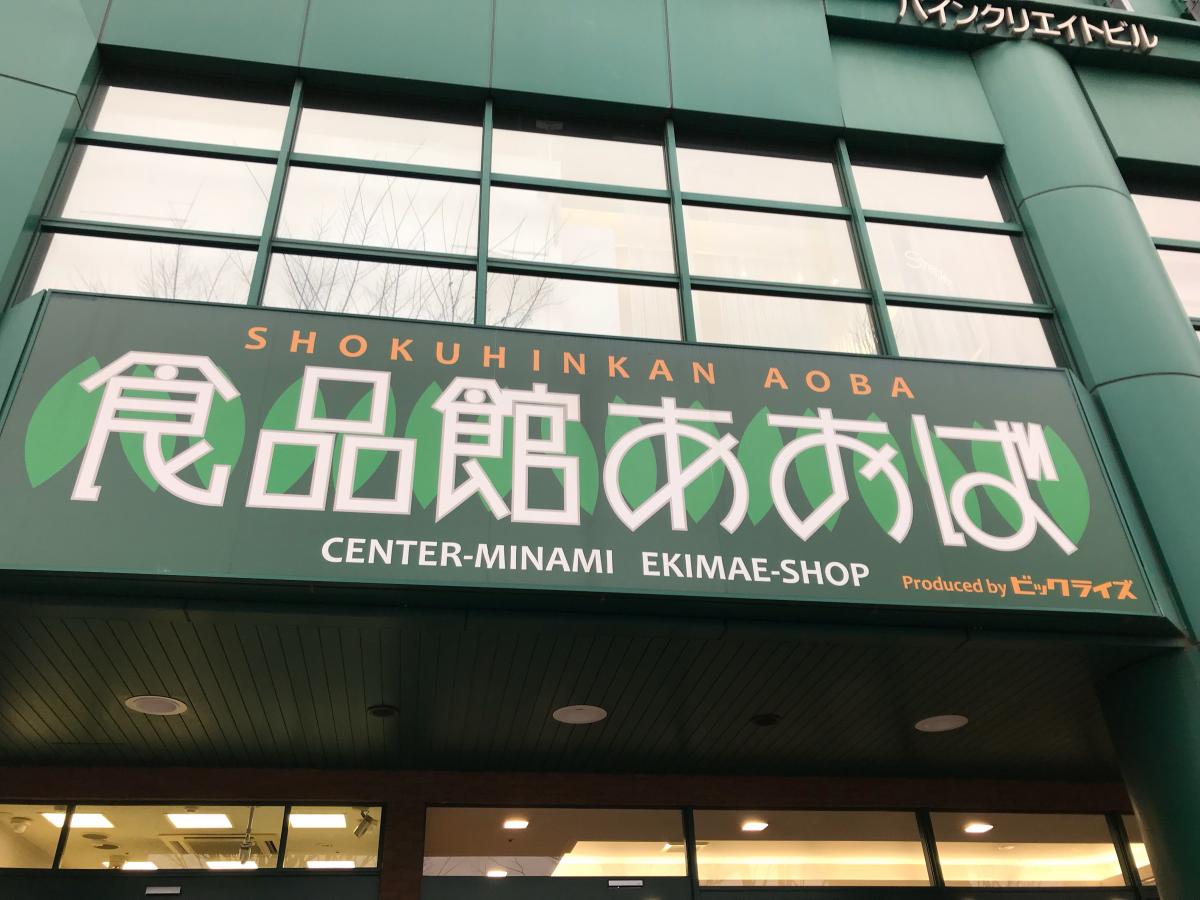 パインクリエイトビル
SHOKUHINKAN AOBA
食品館あおば
CENTER-MINAMI EKIMAE-SHOP
Produced by ビックライズ